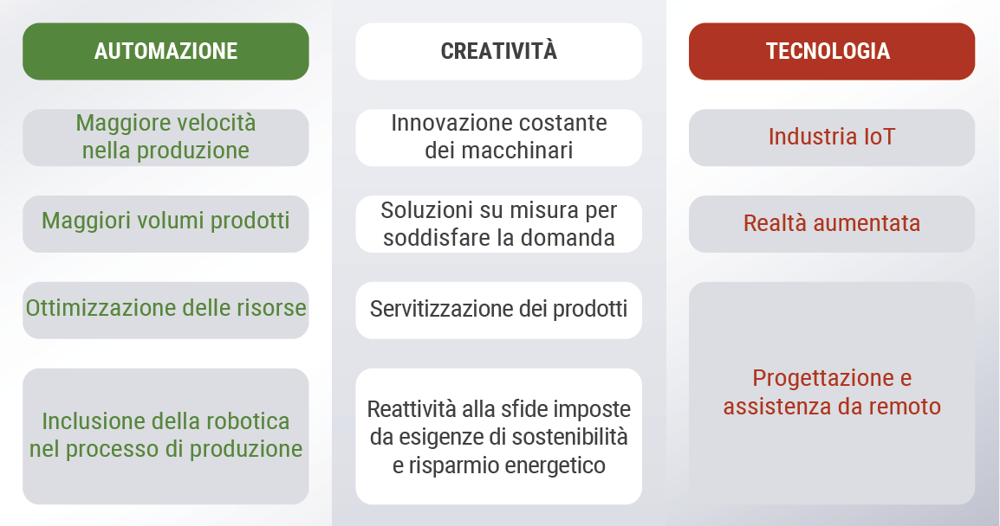 AUTOMAZIONE
Maggiore velocità
nella produzione
Maggiori volumi prodotti
Ottimizzazione delle risorse
Inclusione della robotica
nel processo di produzione
CREATIVITÀ
Innovazione costante
dei macchinari
Soluzioni su misura per
soddisfare la domanda
Servitizzazione dei prodotti
Reattività alla sfide imposte
da esigenze di sostenibilità
e risparmio energetico
TECNOLOGIA
Industria IoT
Realtà aumentata
Progettazione e
assistenza da remoto